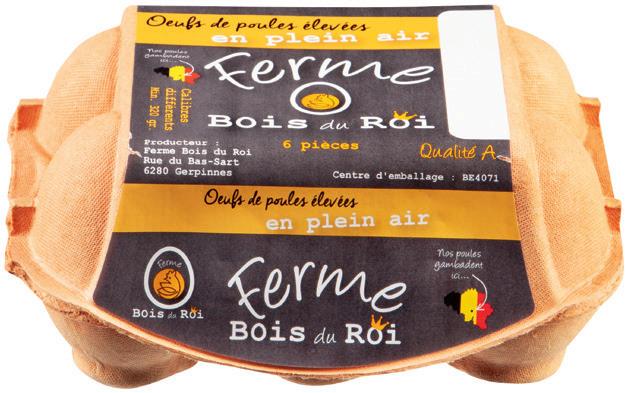 Oeufs de poules élevées
en plein air
Nos poules
gambadent
ici...
Ferme
Bois du Roi
6 pièces
Calibres
différents
Min. 320 gr.
Producteur :
Ferme Bois du Roi
Rue du Bas-Sart
6280 Gerpinnes
Qualité A
Centre d'emballage : BE4071
Oeufs de poules élevées
en plein air
Ferme
Bois du Roi
Ferme
Bois du Roi
Nos poules
gambadent
ici...